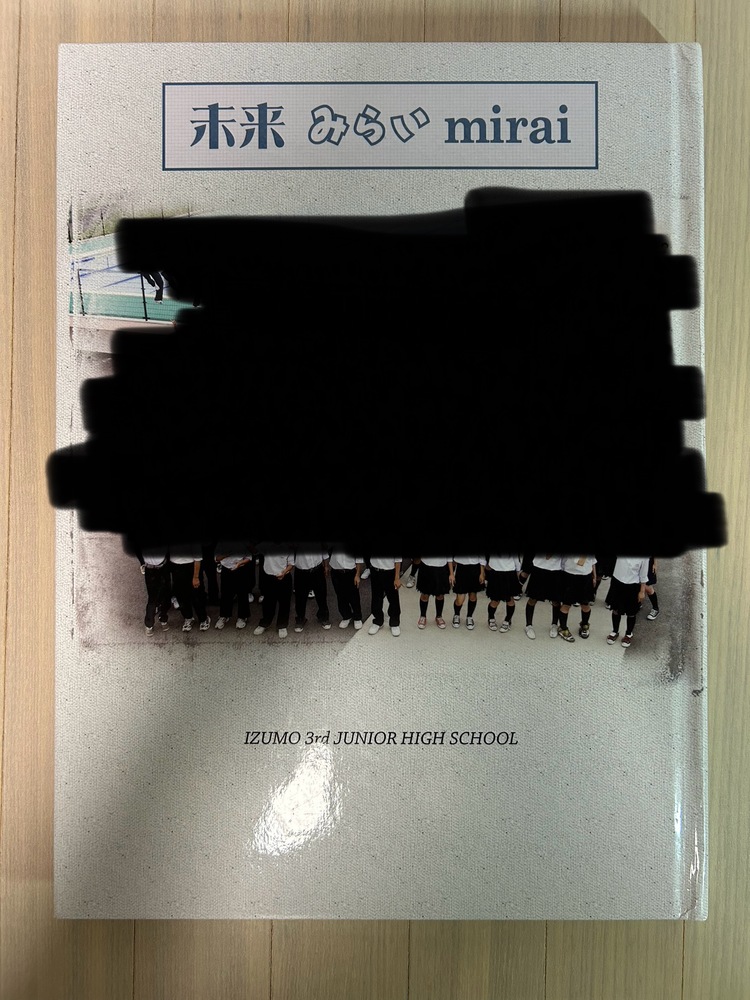 未来 みらい mirai
IZUMO 3rd JUNIOR HIGH SCHOOL